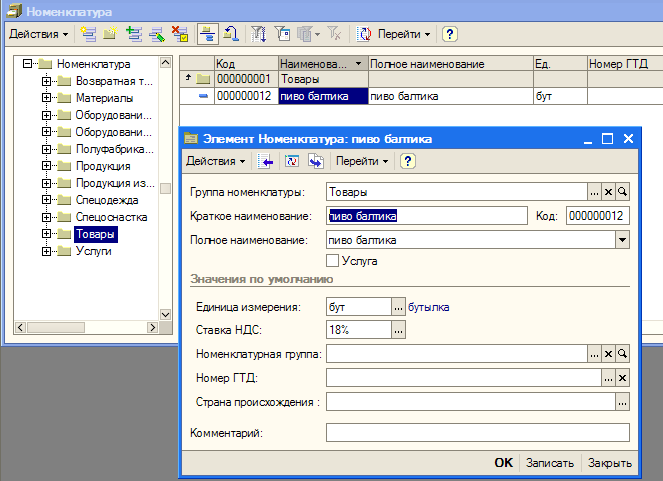 Номенклатура
Действия Перейти ?
Номенклатура
Возвратная т...
Материалы
Оборудовани...
Оборудовани...
Полуфабрика...
Продукция
Продукция из...
Спецодежда
Спецоснастка
Товары
Услуги
Код Наименова... Полное наименование Ед. Номер ГТД
000000001 Товары
000000012 пиво балтика пиво балтика бут
Элемент Номенклатура: пиво балтика
Действия Перейти ?
Группа номенклатуры: Товары
Краткое наименование: пиво балтика Код: 000000012
Полное наименование: пиво балтика
Услуга
Значения по умолчанию
Единица измерения: бут ... бутылка
Ставка НДС: 18% ...
Номенклатурная группа: ...
Номер ГТД: ...
Страна происхождения : ...
Комментарий:
OK Записать Закрыть